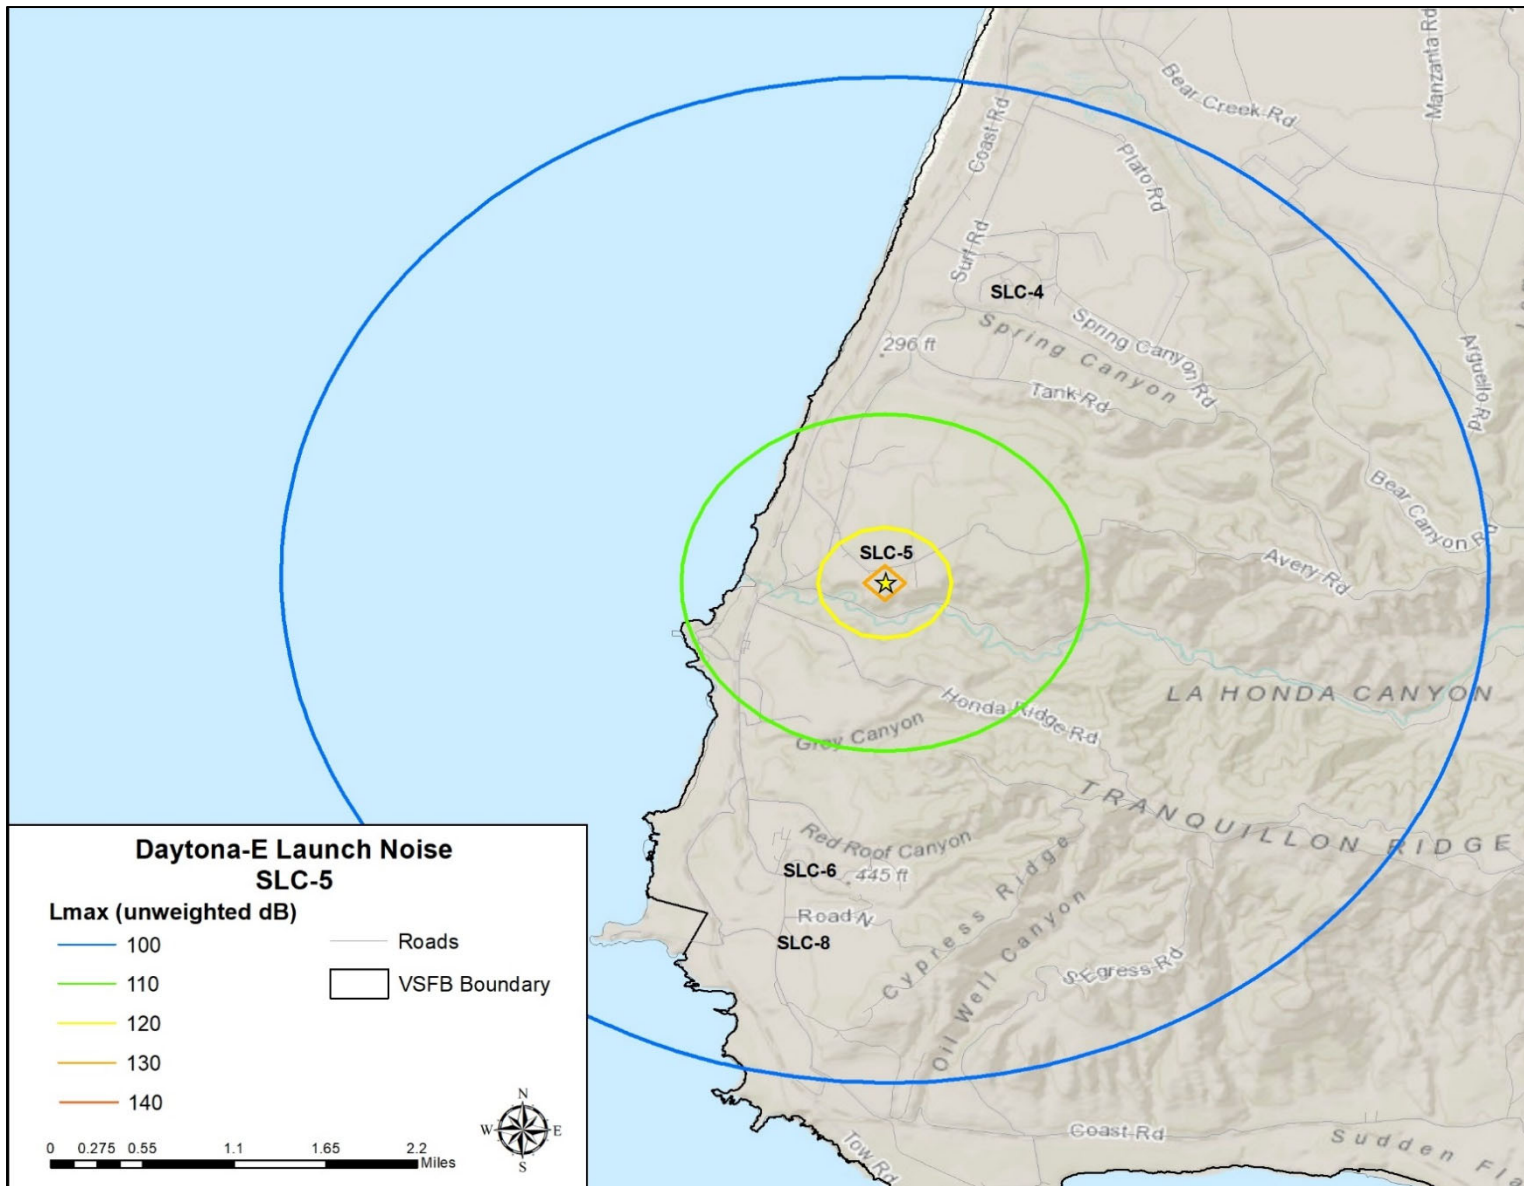 Bear Creek Rd
Manzanta Rd
Coast Rd
Plato Rd
Surf Rd
SLC-4
Spring Canyon
Spring Canyon Rd
296 ft
Tank Rd
Arguello Rd
Bear Canyon Rd
SLC-5
Avery Rd
LA HONDA CANYON
Honda Ridge Rd
Grey Canyon
TRANQUILLON RIDGE
Red Roof Canyon
SLC-6
445 ft
Road N
SLC-8
Cypress Ridge
Oil Well Canyon
S Egress Rd
Coast Rd
Tow Rd
Sudden Fla
Daytona-E Launch Noise
SLC-5
Lmax (unweighted dB)
100
110
120
130
140
Roads
VSFB Boundary
N
W E
S
0 0.275 0.55 1.1 1.65 2.2
Miles